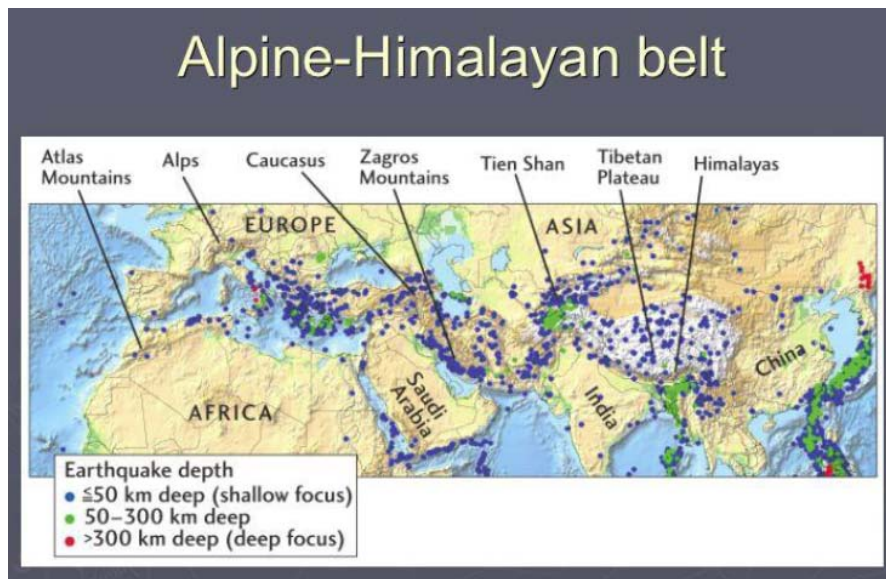 Alpine-Himalayan belt
Atlas
Mountains
Alps
Caucasus
Zagros
Mountains
Tien Shan
Tibetan
Plateau
Himalayas
EUROPE
ASIA
AFRICA
Saudi
Arabia
India
China
Earthquake depth
≦50 km deep (shallow focus)
50–300 km deep
>300 km deep (deep focus)